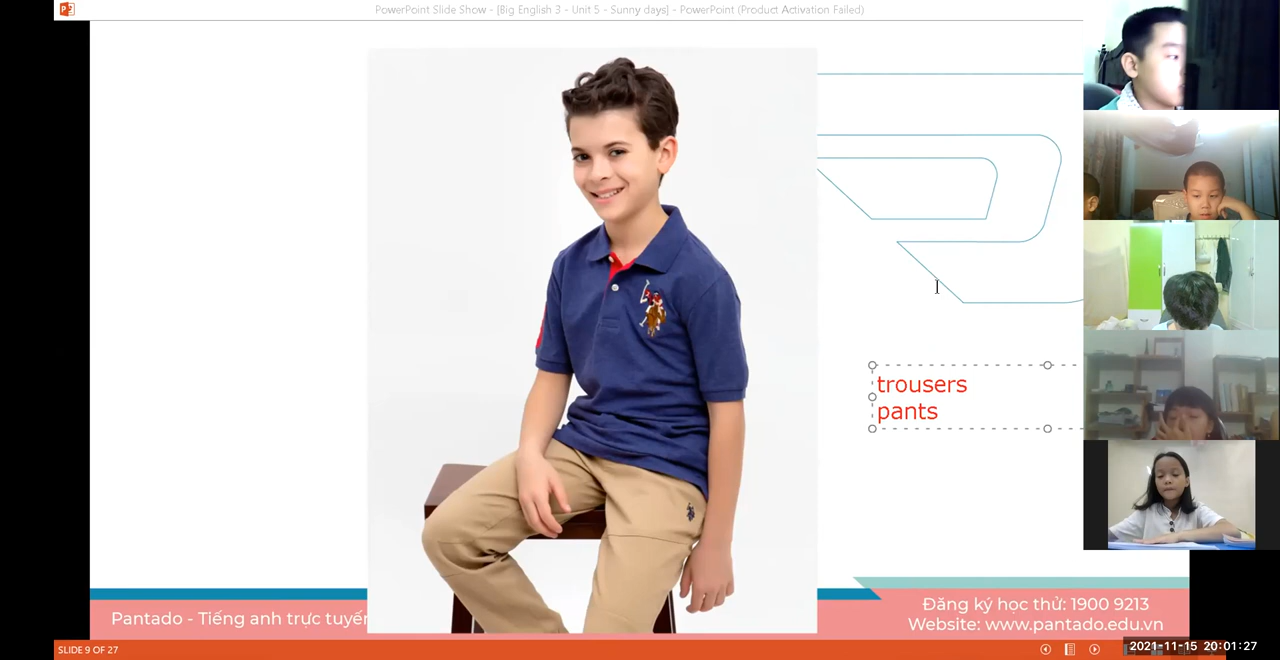 PowerPoint Slide Show - [Big English 3 - Unit 5 - Sunny days] - PowerPoint (Product Activation Failed)
trousers
pants
Pantado - Tiếng anh trực tuyến
Đăng ký học thử: 1900 9213
Website: www.pantado.edu.vn
SLIDE 9 OF 27
2021-11-15 20:01:27